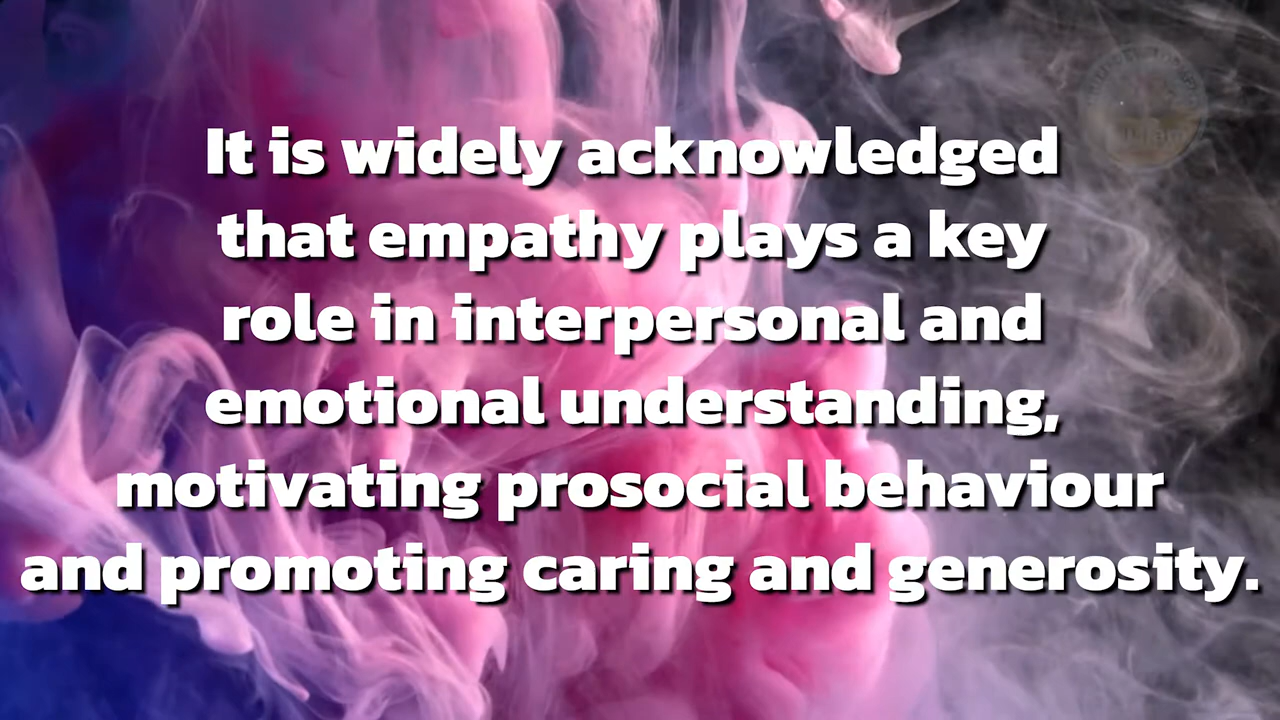 It is widely acknowledged
that empathy plays a key
role in interpersonal and
emotional understanding,
motivating prosocial behaviour
and promoting caring and generosity.